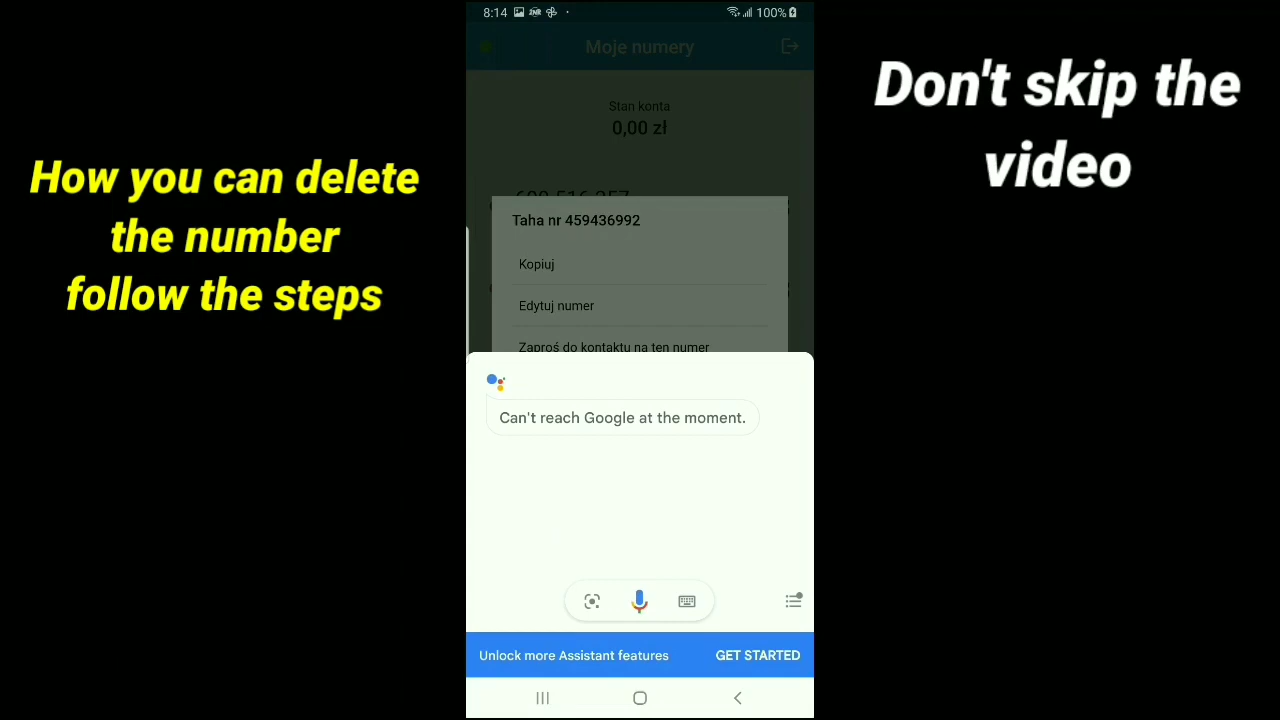 How you can delete
the number
follow the steps
8:14
100%
Moje numery
Stan konta
0,00 zł
Taha nr 459436992
Kopiuj
Edytuj numer
Zaproś do kontaktu na ten numer
Can't reach Google at the moment.
Unlock more Assistant features GET STARTED
Don't skip the
video